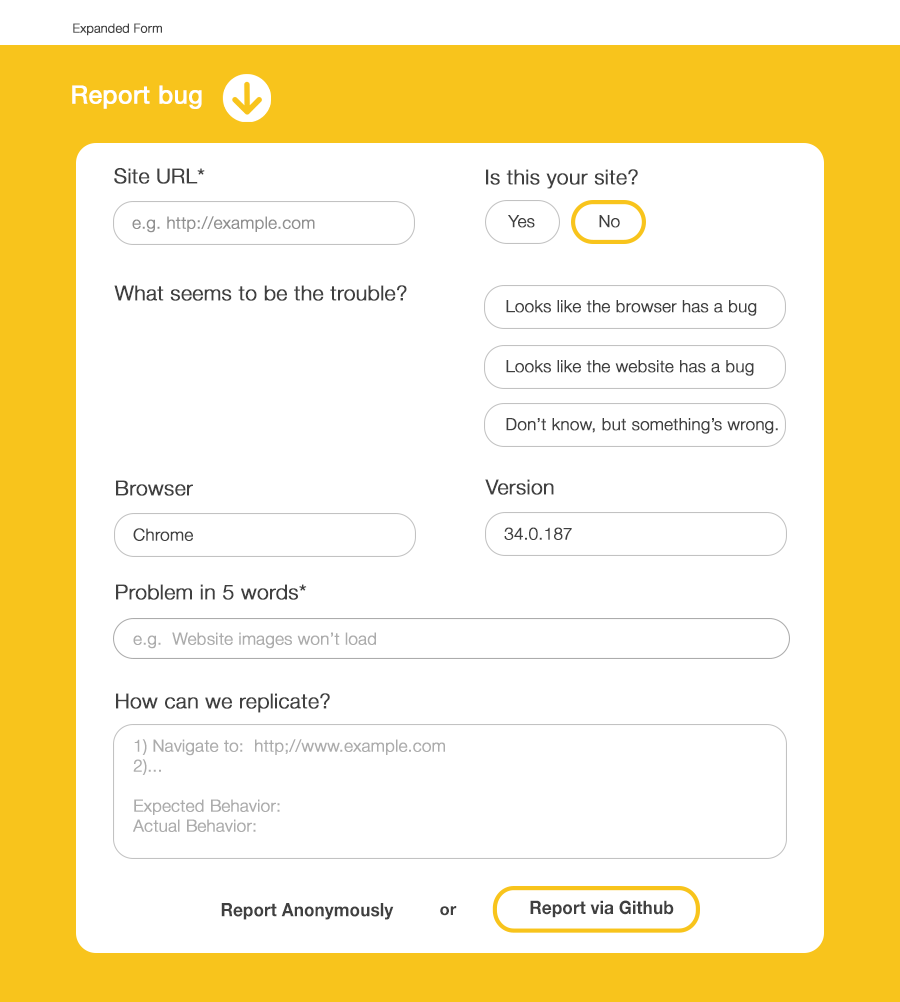 Expanded Form
Report bug
Site URL*
e.g. http://example.com
Is this your site?
Yes
No
What seems to be the trouble?
Looks like the browser has a bug
Looks like the website has a bug
Don’t know, but something’s wrong.
Browser
Chrome
Version
34.0.187
Problem in 5 words*
e.g. Website images won’t load
How can we replicate?
1) Navigate to: http;//www.example.com
2)...
Expected Behavior:
Actual Behavior:
Report Anonymously
or
Report via Github